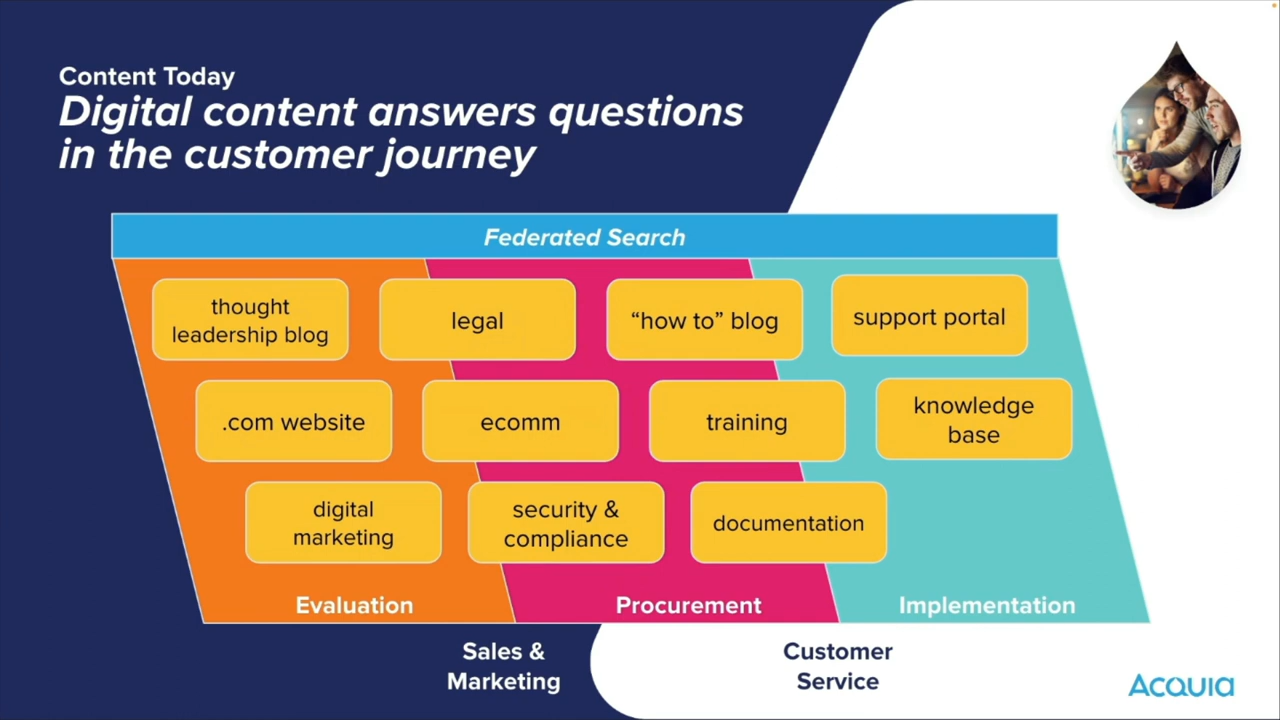 Content Today
Digital content answers questions
in the customer journey
Federated Search
thought
leadership blog
legal
“how to” blog
support portal
.com website
ecomm
training
knowledge
base
digital
marketing
security &
compliance
documentation
Evaluation
Procurement
Implementation
Sales &
Marketing
Customer
Service
ACQUIA